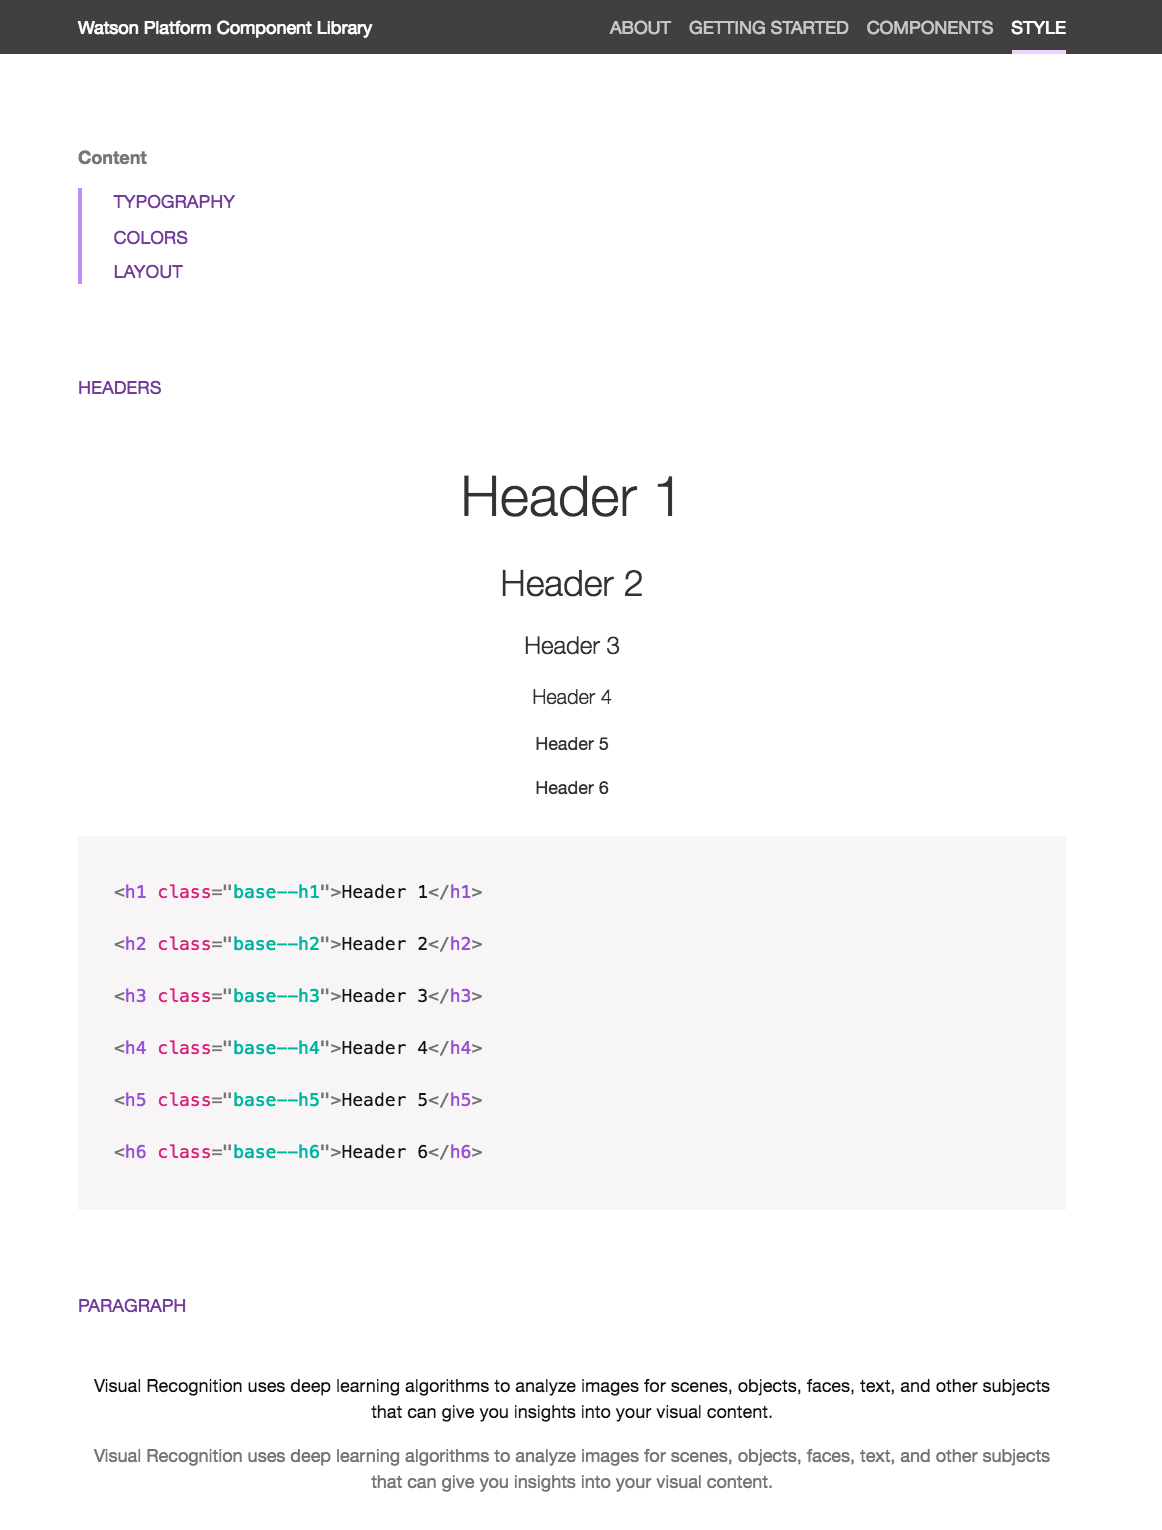 Watson Platform Component Library ABOUT GETTING STARTED COMPONENTS STYLE
Content
TYPOGRAPHY
COLORS
LAYOUT
HEADERS
Header 1
Header 2
Header 3
Header 4
Header 5
Header 6
<h1 class="base--h1">Header 1</h1>
<h2 class="base--h2">Header 2</h2>
<h3 class="base--h3">Header 3</h3>
<h4 class="base--h4">Header 4</h4>
<h5 class="base--h5">Header 5</h5>
<h6 class="base--h6">Header 6</h6>
PARAGRAPH
Visual Recognition uses deep learning algorithms to analyze images for scenes, objects, faces, text, and other subjects
that can give you insights into your visual content.
Visual Recognition uses deep learning algorithms to analyze images for scenes, objects, faces, text, and other subjects
that can give you insights into your visual content.